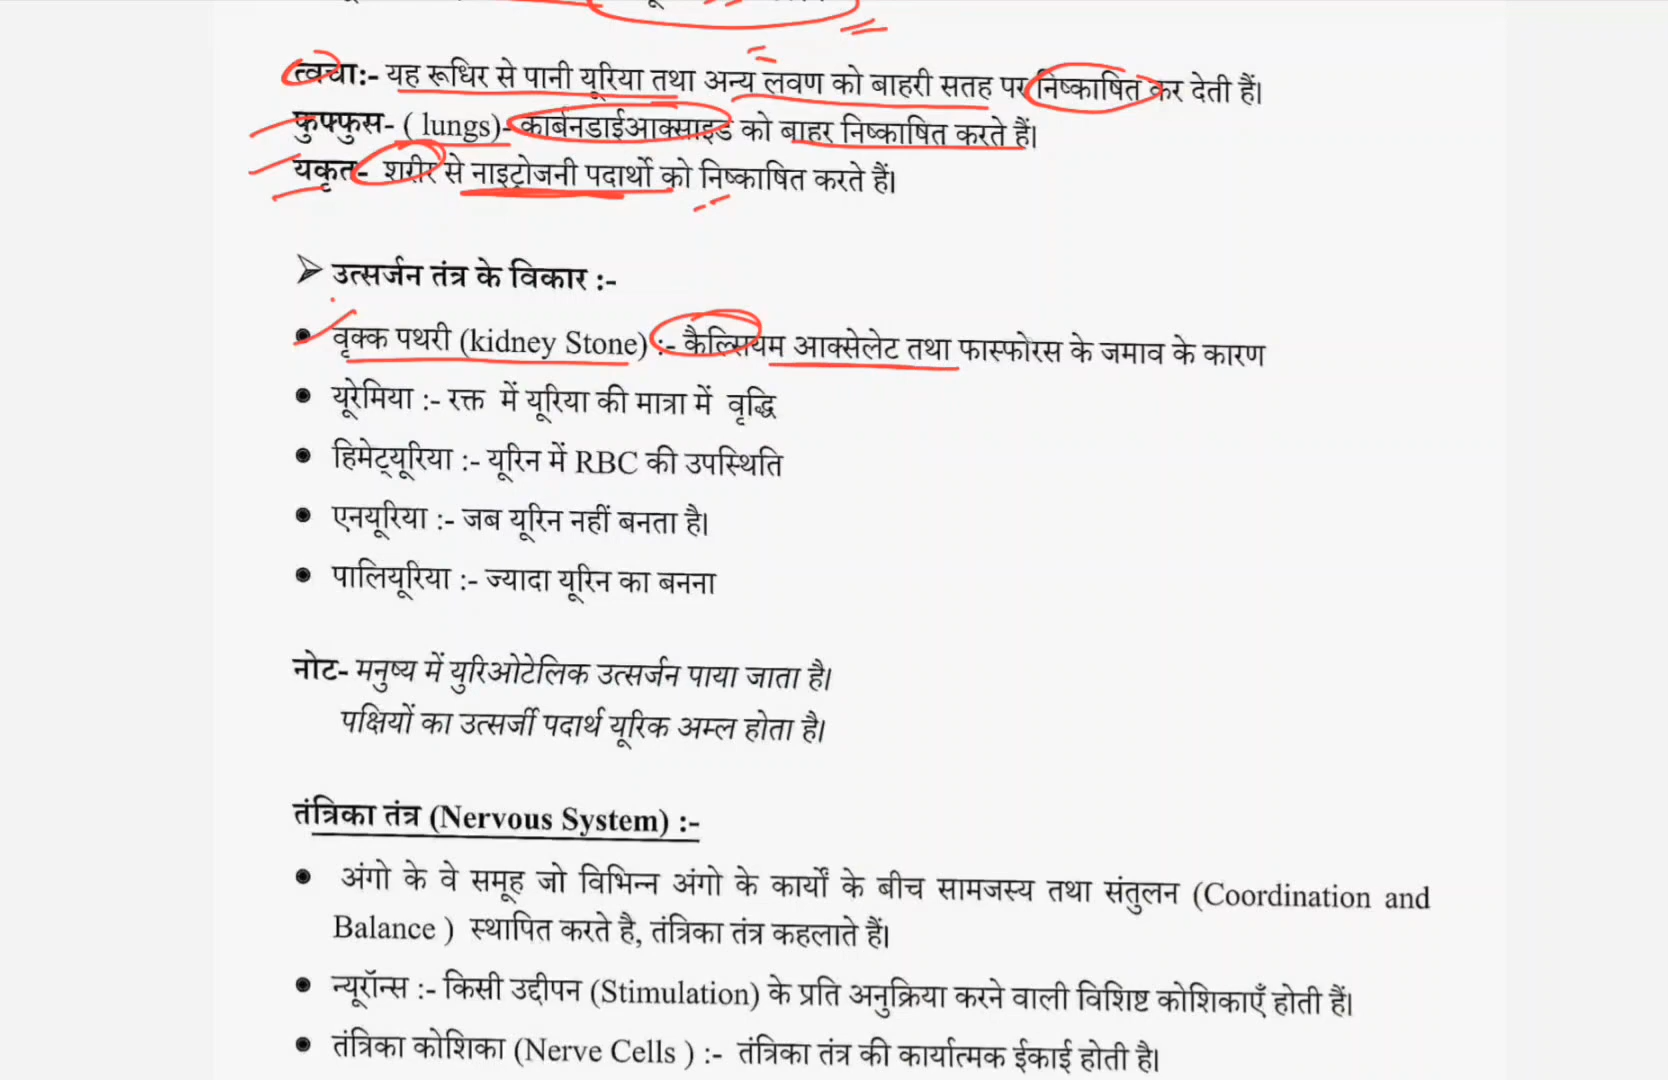 त्वचा:- यह रूधिर से पानी यूरिया तथा अन्य लवण को बाहरी सतह पर निष्काषित कर देती हैं।
फुफ्फुस- ( lungs)- कार्बनडाईआक्साइड को बाहर निष्काषित करते हैं।
यकृत- शरीर से नाइट्रोजनी पदार्थो को निष्काषित करते हैं।
➢ उत्सर्जन तंत्र के विकार :-
● वृक्क पथरी (kidney Stone) :- कैल्सियम आक्सेलेट तथा फास्फोरस के जमाव के कारण
● यूरेमिया :- रक्त में यूरिया की मात्रा में वृद्धि
● हिमेट्यूरिया :- यूरिन में RBC की उपस्थिति
● एनयूरिया :- जब यूरिन नहीं बनता है।
● पालियूरिया :- ज्यादा यूरिन का बनना
नोट- मनुष्य में युरिओटेलिक उत्सर्जन पाया जाता है।
पक्षियों का उत्सर्जी पदार्थ यूरिक अम्ल होता है।
तंत्रिका तंत्र (Nervous System) :-
● अंगो के वे समूह जो विभिन्न अंगो के कार्यों के बीच सामजस्य तथा संतुलन (Coordination and
Balance ) स्थापित करते है, तंत्रिका तंत्र कहलाते हैं।
● न्यूरॉन्स :- किसी उद्दीपन (Stimulation) के प्रति अनुक्रिया करने वाली विशिष्ट कोशिकाएँ होती हैं।
● तंत्रिका कोशिका (Nerve Cells ) :- तंत्रिका तंत्र की कार्यात्मक ईकाई होती है।